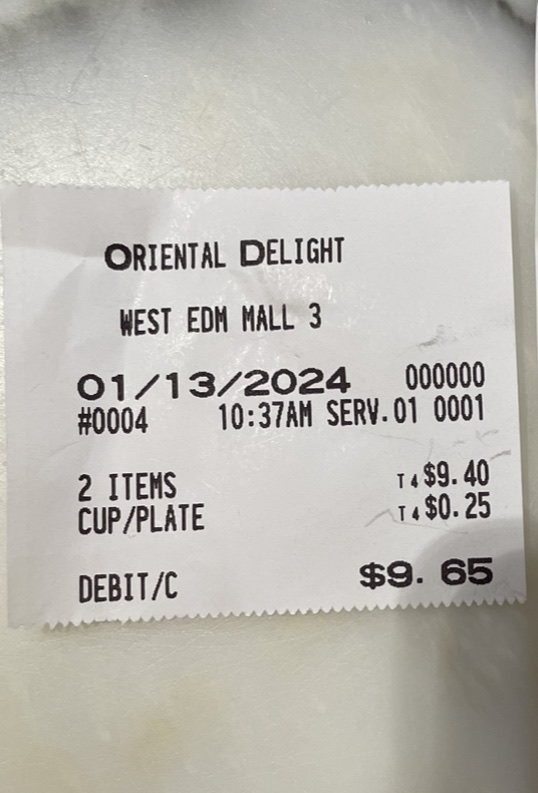 ORIENTAL DELIGHT
WEST EDM MALL 3
01/13/2024 000000
#0004 10:37AM SERV.01 0001
2 ITEMS T4$9.40
CUP/PLATE T4$0.25
DEBIT/C $9.65